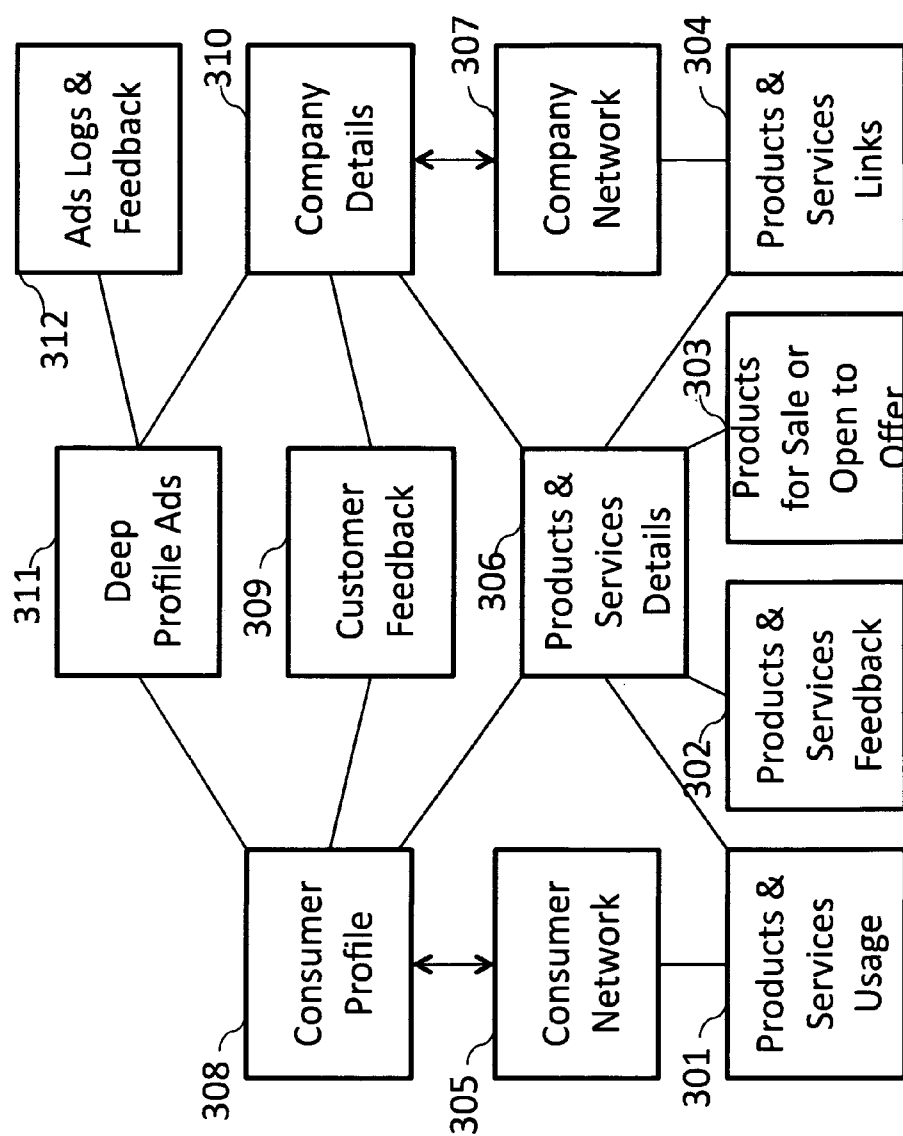 312
Ads Logs &
Feedback
311
Deep
Profile Ads
308
Consumer
Profile
309
Customer
Feedback
310
Company
Details
305
Consumer
Network
306
Products &
Services
Details
307
Company
Network
301
Products &
Services
Usage
302
Products &
Services
Feedback
303
Products
for Sale or
Open to
Offer
304
Products &
Services
Links